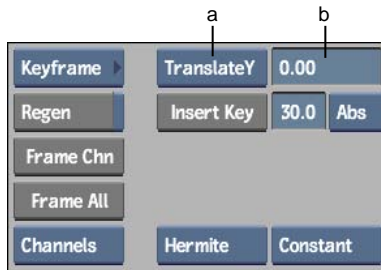 a b
Keyframe TranslateY 0.00
Regen Insert Key 30.0 Abs
Frame Chn
Frame All
Channels Hermite Constant